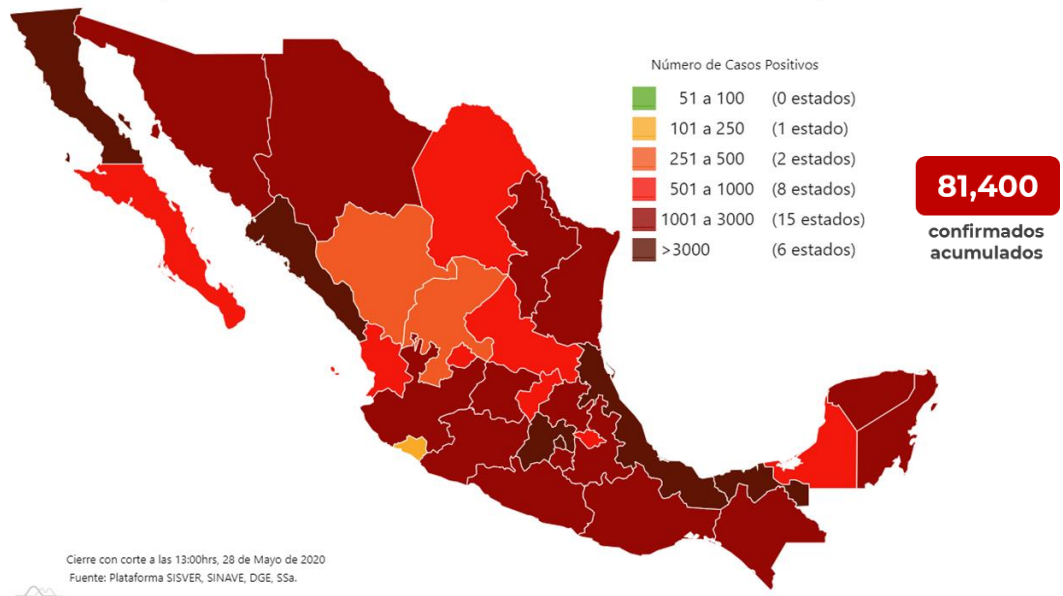 Número de Casos Positivos
51 a 100 (0 estados)
101 a 250 (1 estado)
251 a 500 (2 estados)
501 a 1000 (8 estados)
1001 a 3000 (15 estados)
>3000 (6 estados)
81,400
confirmados
acumulados
Cierre con corte a las 13:00hrs, 28 de Mayo de 2020
Fuente: Plataforma SISVER, SINAVE, DGE, SSa.